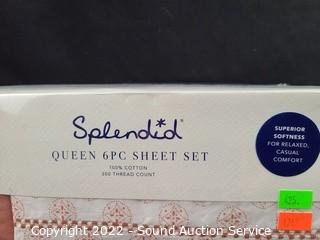 Splendid
QUEEN 6PC SHEET SET
100% COTTON
300 THREAD COUNT
SUPERIOR
SOFTNESS
FOR RELAXED,
CASUAL
COMFORT
Copyright 2022 - Sound Auction Service